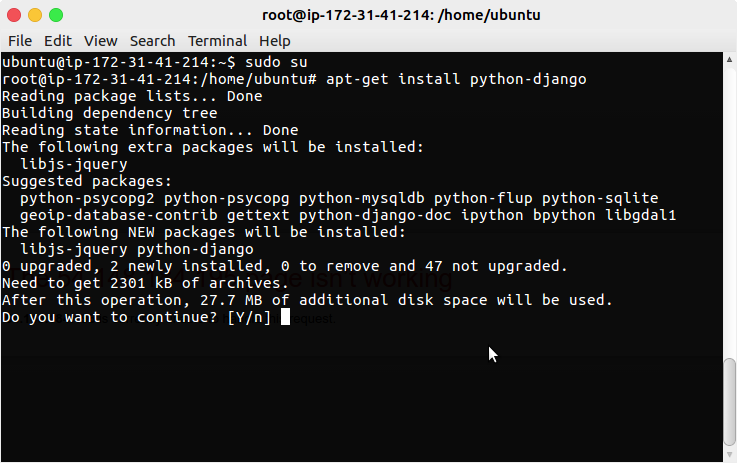 root@ip-172-31-41-214: /home/ubuntu
File Edit View Search Terminal Help
ubuntu@ip-172-31-41-214:~$ sudo su
root@ip-172-31-41-214:/home/ubuntu# apt-get install python-django
Reading package lists... Done
Building dependency tree
Reading state information... Done
The following extra packages will be installed:
  libjs-jquery
Suggested packages:
  python-psycopg2 python-psycopg python-mysqldb python-flup python-sqlite
  geoip-database-contrib gettext python-django-doc ipython bpython libgdal1
The following NEW packages will be installed:
  libjs-jquery python-django
0 upgraded, 2 newly installed, 0 to remove and 47 not upgraded.
isn't working
Need to get 2301 kB of archives.
After this operation, 27.7 MB of additional disk space will be used.
Do you want to continue? [Y/n]
request.